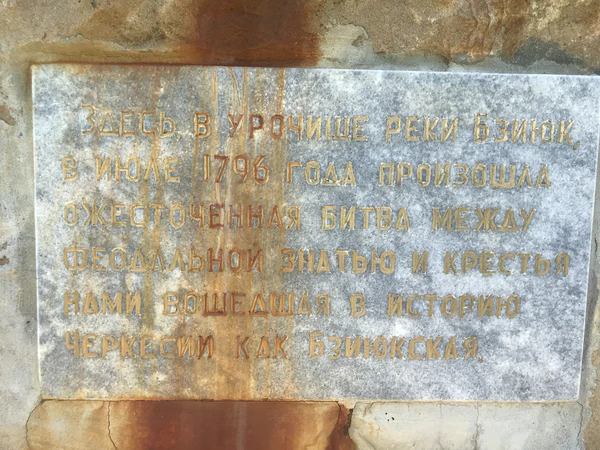 Здесь в урочище реки Бзиюк,
в июле 1796 года произошла
ожесточенная битва между
феодальной знатью и крестья
нами вошедшая в историю
Черкесии как Бзиюкская.